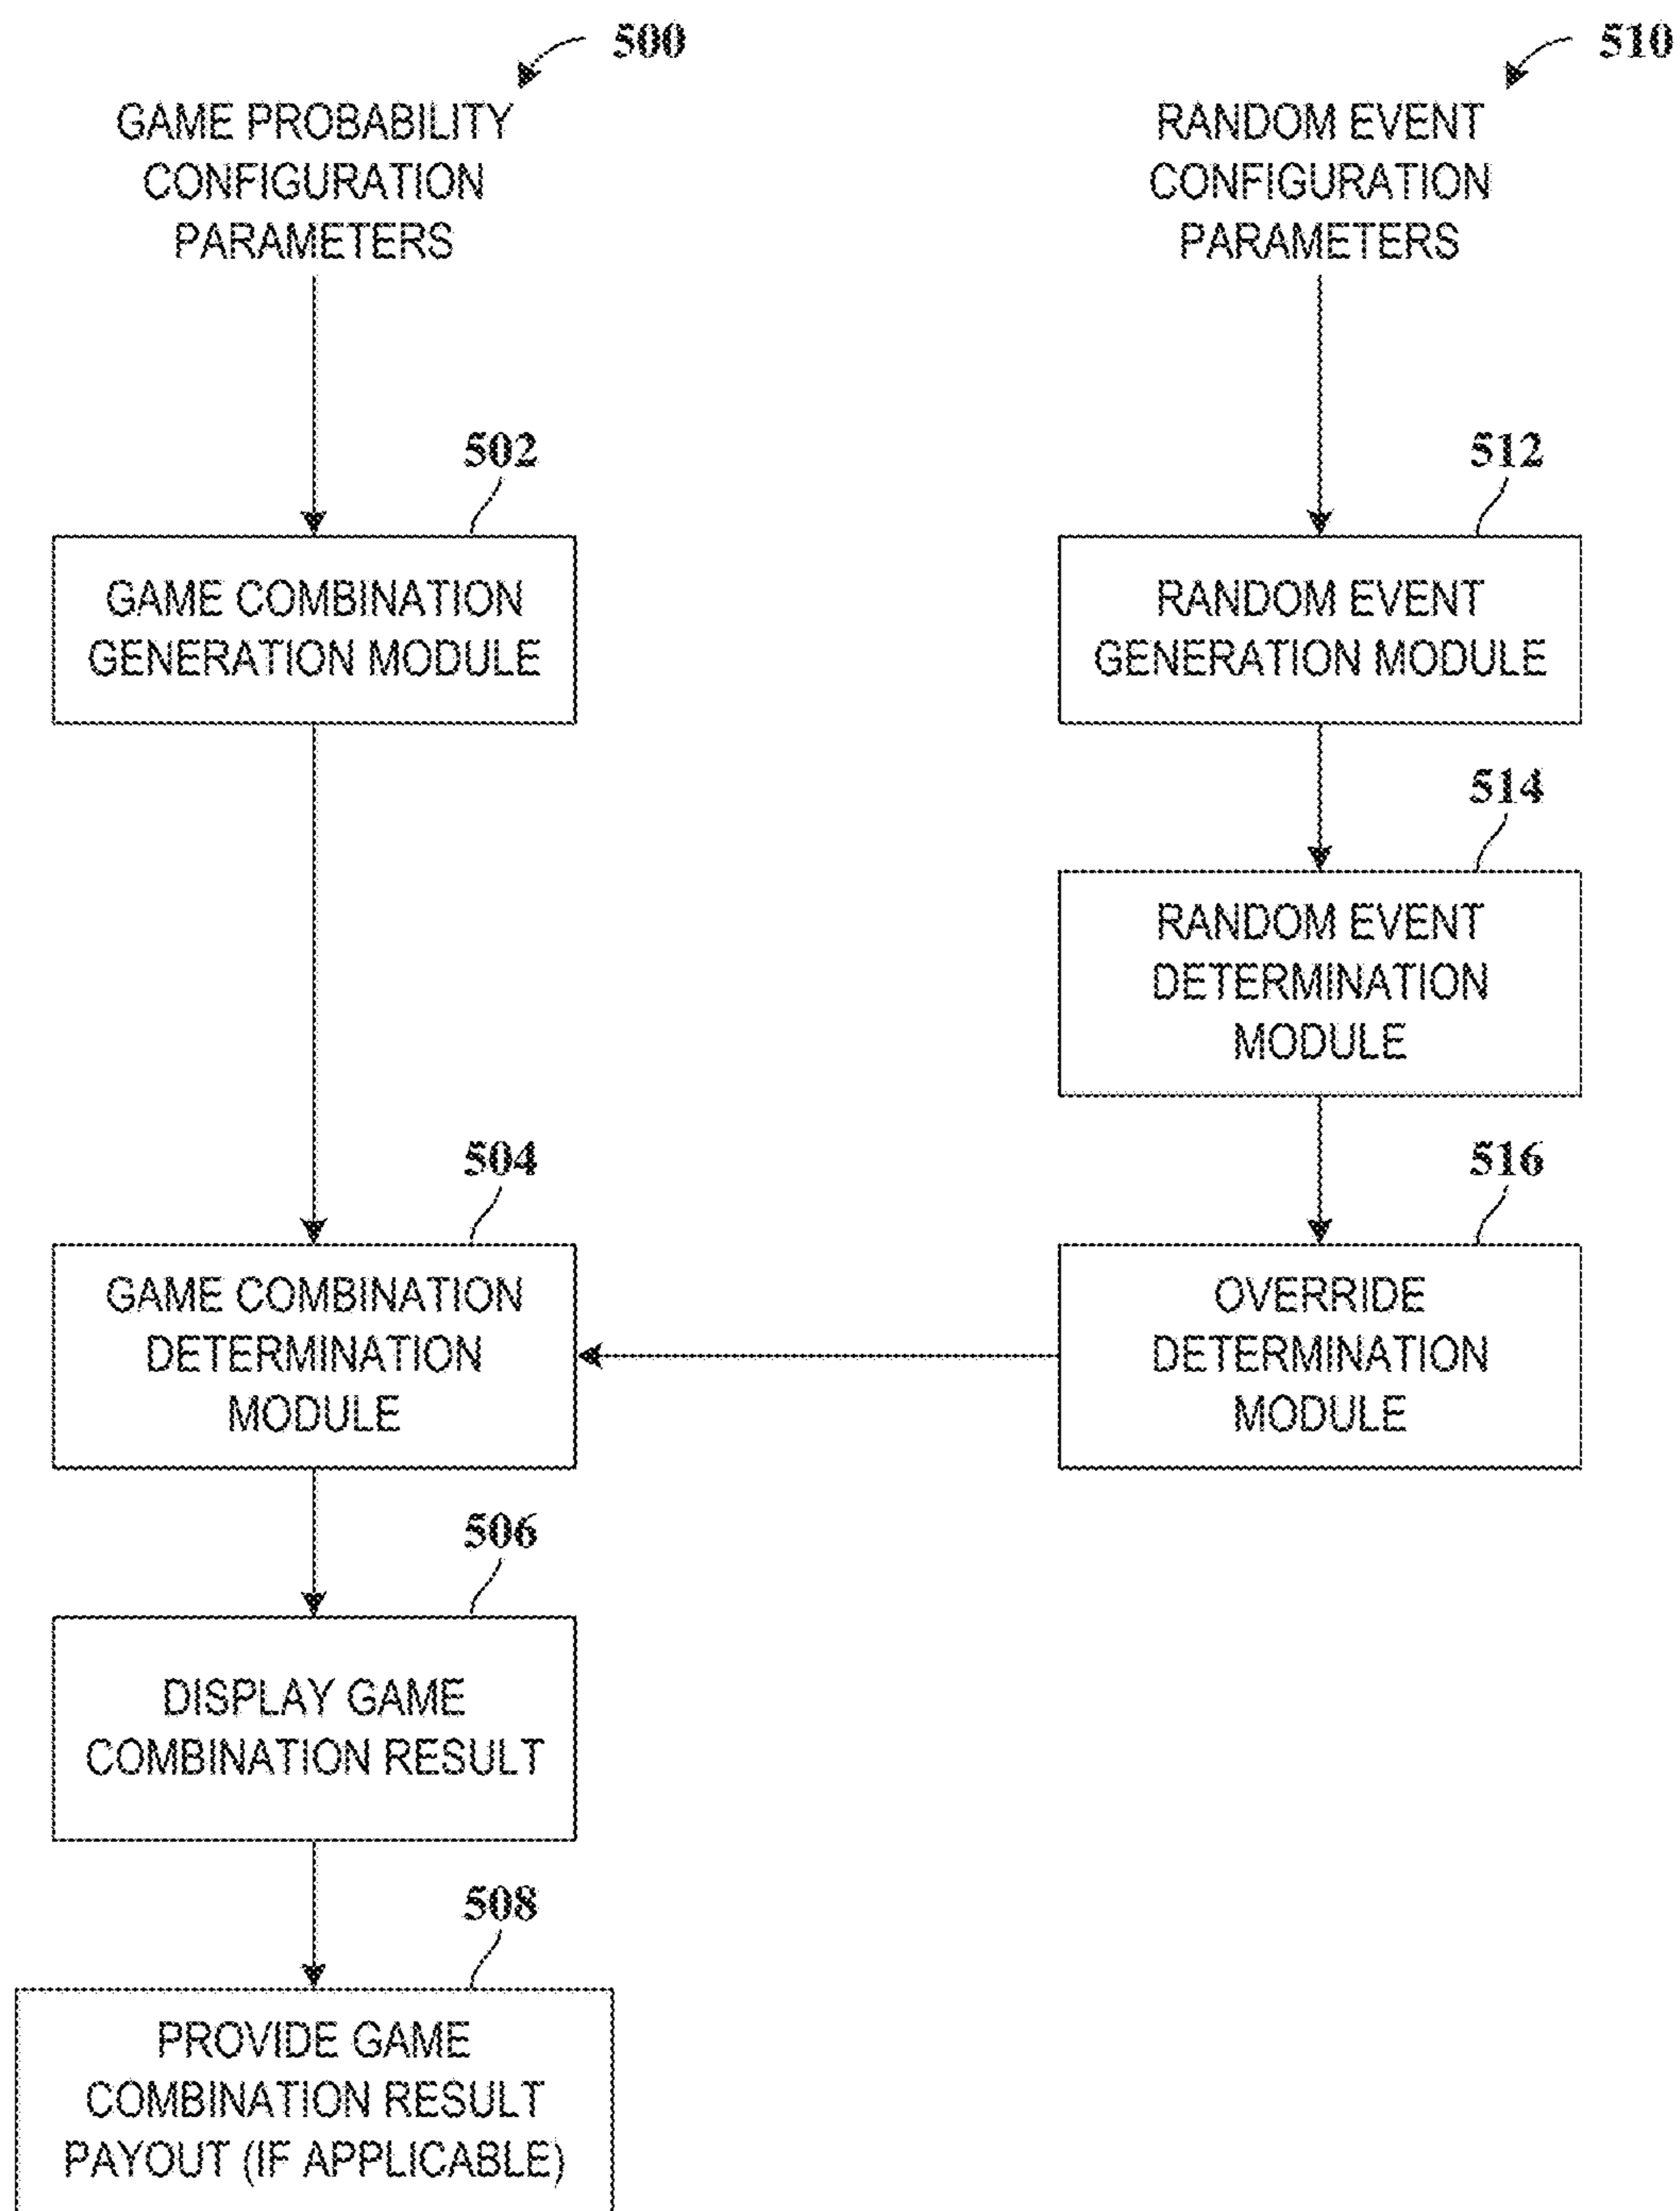 500
GAME PROBABILITY
CONFIGURATION
PARAMETERS
502
GAME COMBINATION
GENERATION MODULE
504
GAME COMBINATION
DETERMINATION
MODULE
506
DISPLAY GAME
COMBINATION RESULT
508
PROVIDE GAME
COMBINATION RESULT
PAYOUT (IF APPLICABLE)
510
RANDOM EVENT
CONFIGURATION
PARAMETERS
512
RANDOM EVENT
GENERATION MODULE
514
RANDOM EVENT
DETERMINATION
MODULE
516
OVERRIDE
DETERMINATION
MODULE